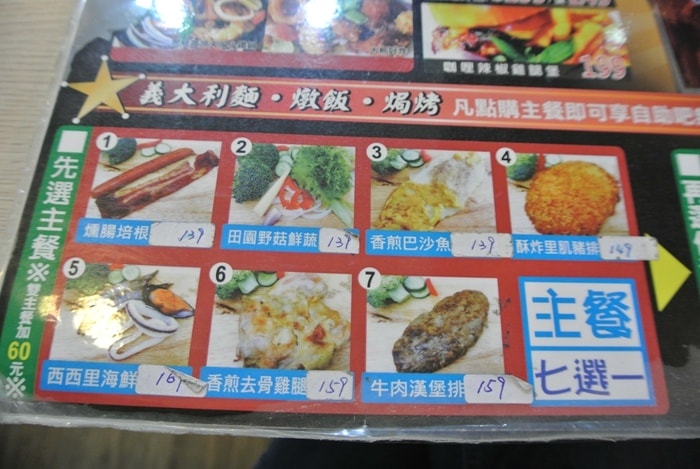 咖哩辣椒雞腿堡
199
義大利麵・燉飯・焗烤 凡點購主餐即可享自助肥
先選主餐※雙主餐加60元※
1
燻腸培根 139
2
田園野菇鮮蔬 139
3
香煎巴沙魚 139
4
酥炸里肌豬排 149
5
西西里海鮮 169
6
香煎去骨雞腿 159
7
牛肉漢堡排 159
主餐
七選一